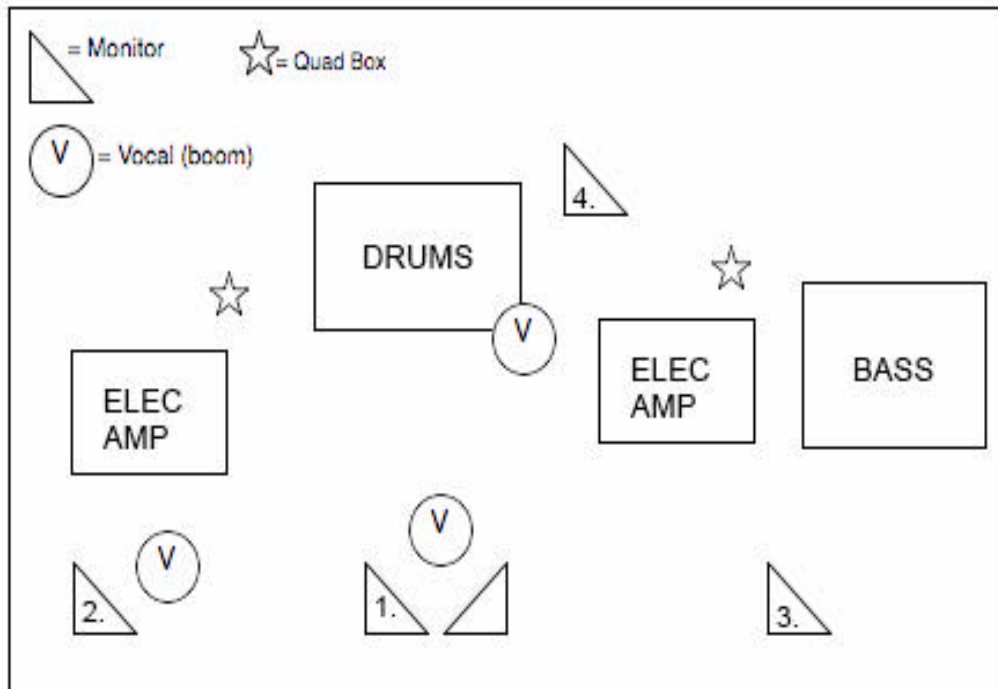 = Monitor
= Quad Box
V
= Vocal (boom)
4.
DRUMS
V
ELEC
AMP
BASS
ELEC
AMP
V
V
2.
1.
3.